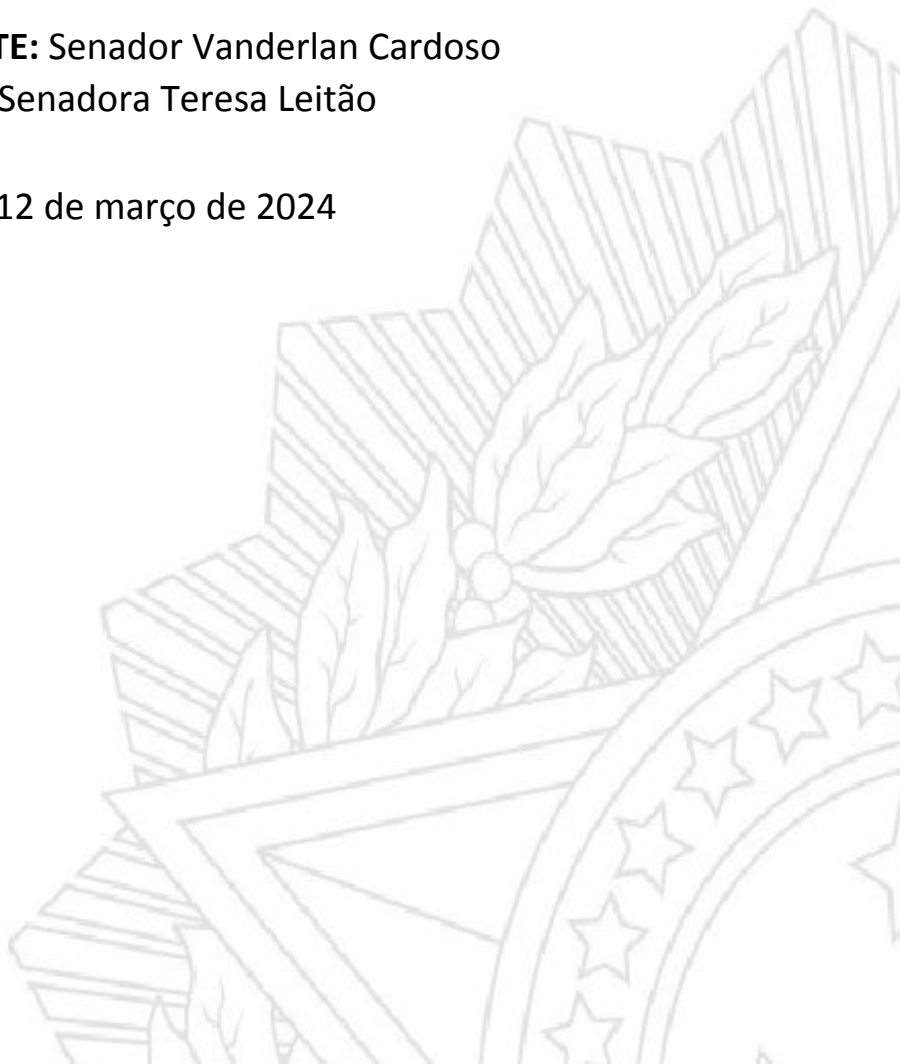 TE: Senador Vanderlan Cardoso
Senadora Teresa Leitão
12 de março de 2024